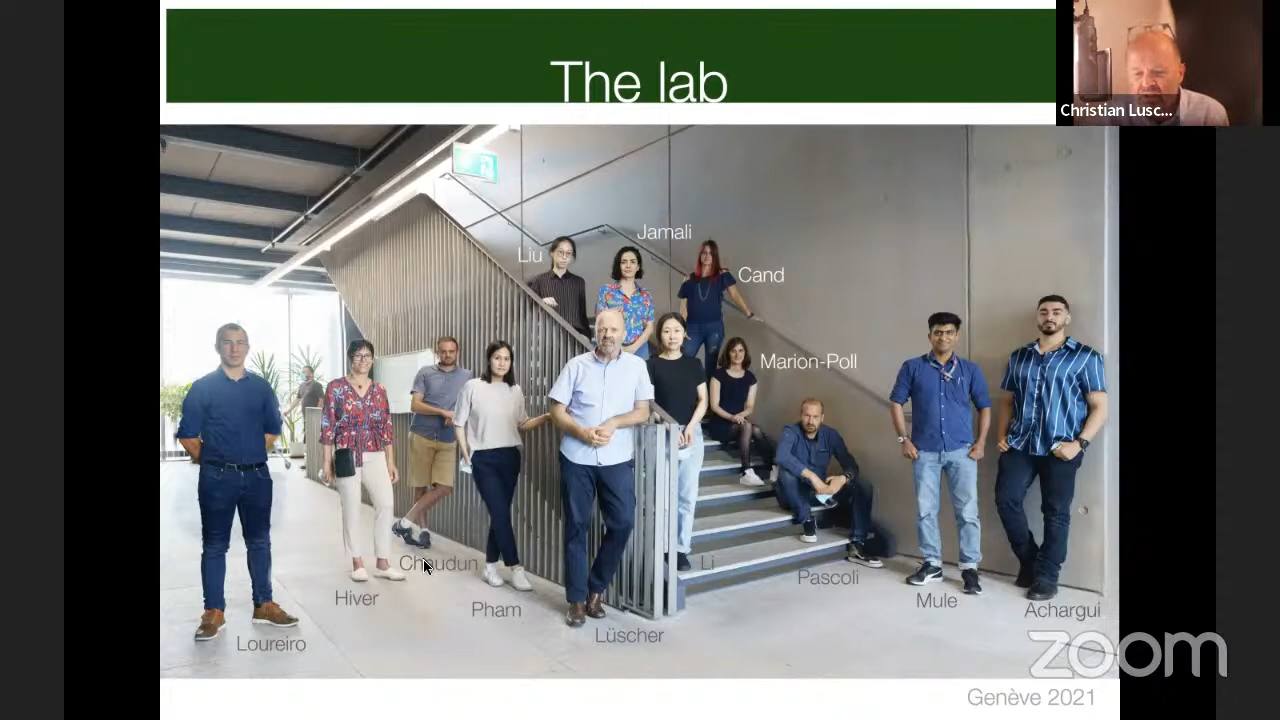 The lab
Christian Lusc...
Jamali
Liu
Cand
Marion-Poll
Chaudun
Li
Pascoli
Hiver
Pham
Mule
Achargui
Lüscher
Loureiro
zoom
Genève 2021